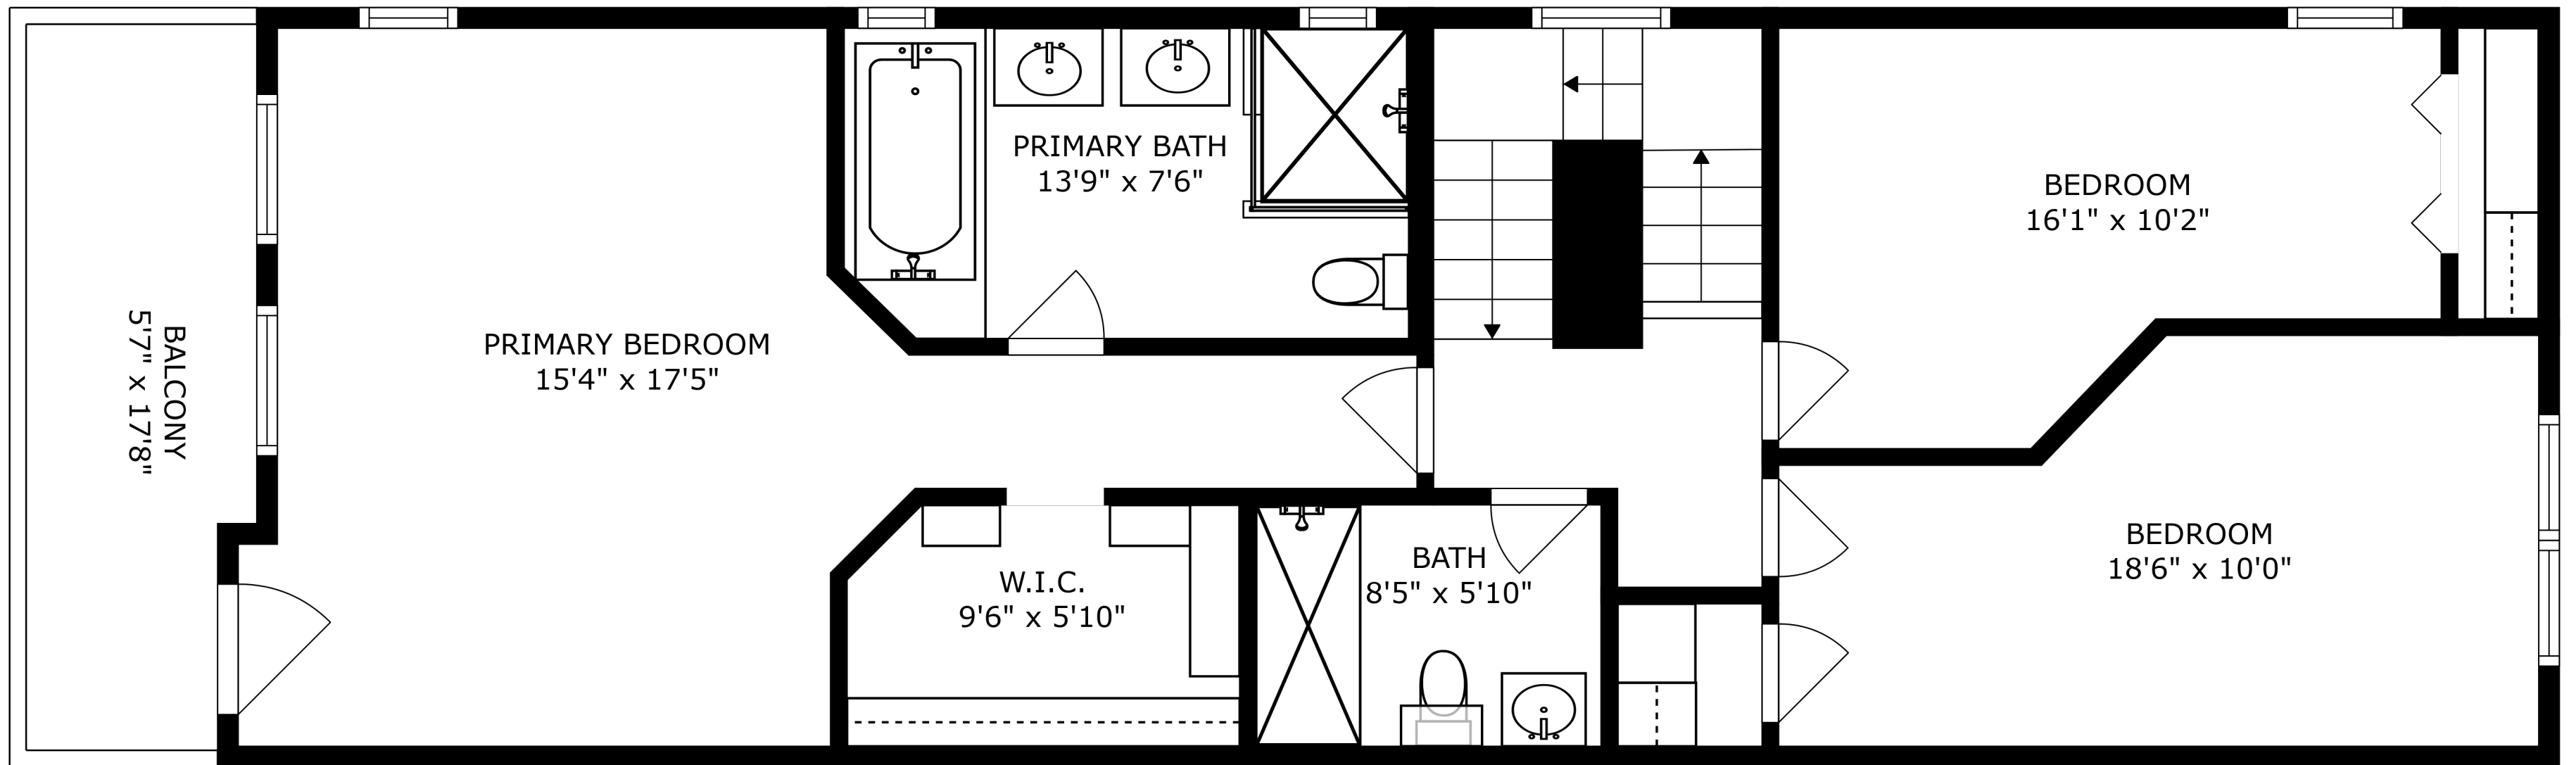 BALCONY
5'7" x 17'8"
PRIMARY BEDROOM
15'4" x 17'5"
PRIMARY BATH
13'9" x 7'6"
W.I.C.
9'6" x 5'10"
BATH
8'5" x 5'10"
BEDROOM
16'1" x 10'2"
BEDROOM
18'6" x 10'0"